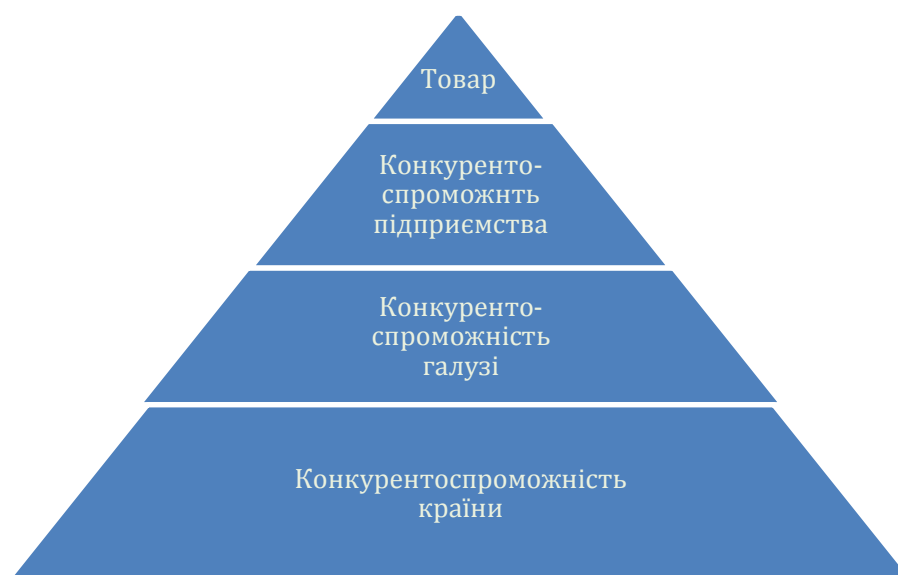 Товар
Конкуренто-
спроможнть
підприємства
Конкуренто-
спроможність
галузі
Конкурентоспроможність
країни